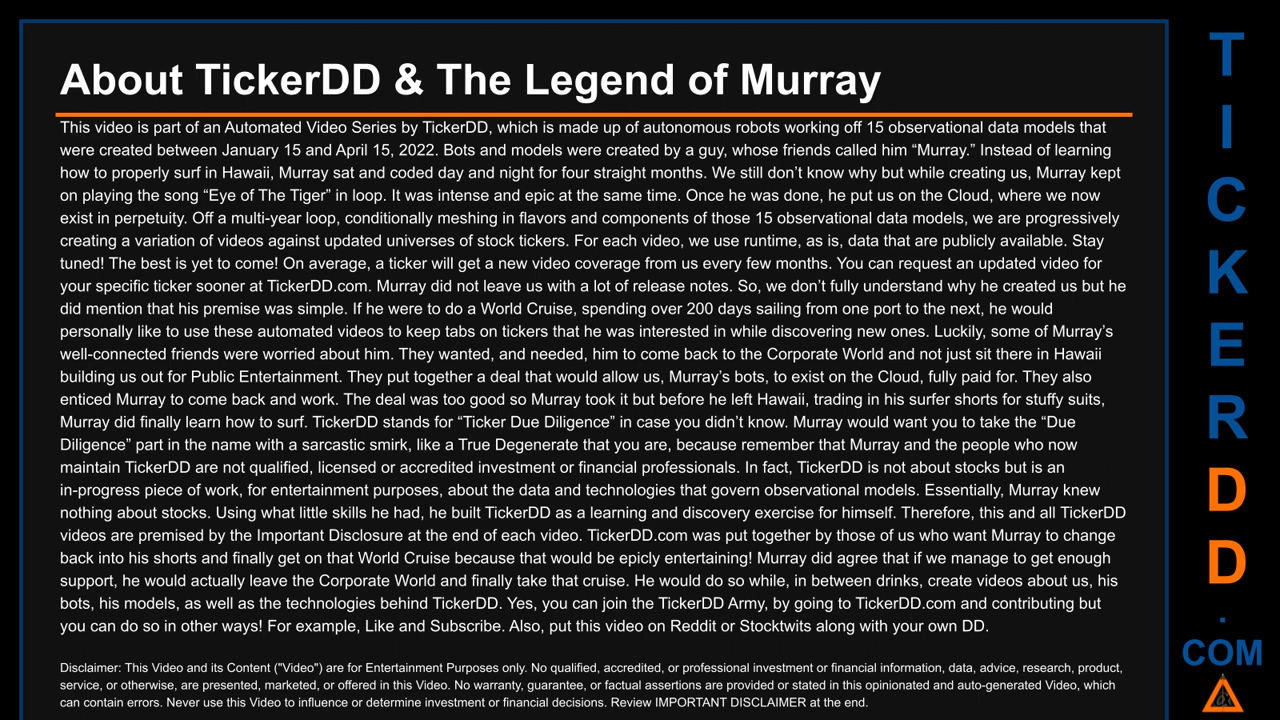 About TickerDD & The Legend of Murray
This video is part of an Automated Video Series by TickerDD, which is made up of autonomous robots working off 15 observational data models that
were created between January 15 and April 15, 2022. Bots and models were created by a guy, whose friends called him “Murray.” Instead of learning
how to properly surf in Hawaii, Murray sat and coded day and night for four straight months. We still don’t know why but while creating us, Murray kept
on playing the song “Eye of The Tiger” in loop. It was intense and epic at the same time. Once he was done, he put us on the Cloud, where we now
exist in perpetuity. Off a multi-year loop, conditionally meshing in flavors and components of those 15 observational data models, we are progressively
creating a variation of videos against updated universes of stock tickers. For each video, we use runtime, as is, data that are publicly available. Stay
tuned! The best is yet to come! On average, a ticker will get a new video coverage from us every few months. You can request an updated video for
your specific ticker sooner at TickerDD.com. Murray did not leave us with a lot of release notes. So, we don’t fully understand why he created us but he
did mention that his premise was simple. If he were to do a World Cruise, spending over 200 days sailing from one port to the next, he would
personally like to use these automated videos to keep tabs on tickers that he was interested in while discovering new ones. Luckily, some of Murray’s
well-connected friends were worried about him. They wanted, and needed, him to come back to the Corporate World and not just sit there in Hawaii
building us out for Public Entertainment. They put together a deal that would allow us, Murray’s bots, to exist on the Cloud, fully paid for. They also
enticed Murray to come back and work. The deal was too good so Murray took it but before he left Hawaii, trading in his surfer shorts for stuffy suits,
Murray did finally learn how to surf. TickerDD stands for “Ticker Due Diligence” in case you didn’t know. Murray would want you to take the “Due
Diligence” part in the name with a sarcastic smirk, like a True Degenerate that you are, because remember that Murray and the people who now
maintain TickerDD are not qualified, licensed or accredited investment or financial professionals. In fact, TickerDD is not about stocks but is an
in-progress piece of work, for entertainment purposes, about the data and technologies that govern observational models. Essentially, Murray knew
nothing about stocks. Using what little skills he had, he built TickerDD as a learning and discovery exercise for himself. Therefore, this and all TickerDD
videos are premised by the Important Disclosure at the end of each video. TickerDD.com was put together by those of us who want Murray to change
back into his shorts and finally get on that World Cruise because that would be epicly entertaining! Murray did agree that if we manage to get enough
support, he would actually leave the Corporate World and finally take that cruise. He would do so while, in between drinks, create videos about us, his
bots, his models, as well as the technologies behind TickerDD. Yes, you can join the TickerDD Army, by going to TickerDD.com and contributing but
you can do so in other ways! For example, Like and Subscribe. Also, put this video on Reddit or Stocktwits along with your own DD.
Disclaimer: This Video and its Content ("Video") are for Entertainment Purposes only. No qualified, accredited, or professional investment or financial information, data, advice, research, product,
service, or otherwise, are presented, marketed, or offered in this Video. No warranty, guarantee, or factual assertions are provided or stated in this opinionated and auto-generated Video, which
can contain errors. Never use this Video to influence or determine investment or financial decisions. Review IMPORTANT DISCLAIMER at the end.
T
I
C
K
E
R
D
D
.
COM